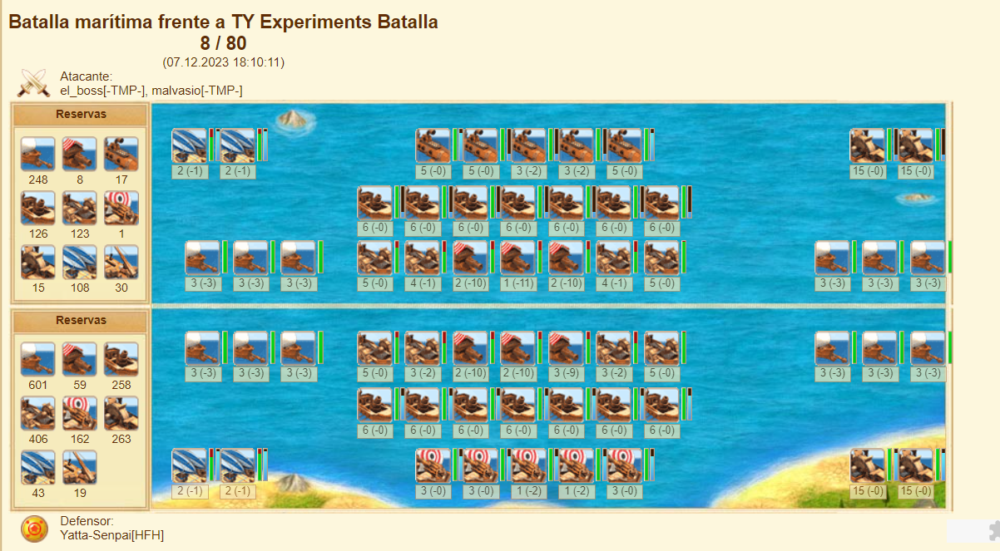 Batalla marítima frente a TY Experiments Batalla
8 / 80
(07.12.2023 18:10:11)
Atacante:
el_boss[-TMP-], malvasio[-TMP-]
Reservas
248 8 17
126 123 1
15 108 30
2 (-1) 2 (-1) 5 (-0) 5 (-0) 3 (-2) 3 (-2) 5 (-0) 15 (-0) 15 (-0)
6 (-0) 6 (-0) 6 (-0) 6 (-0) 6 (-0) 6 (-0) 6 (-0)
3 (-3) 3 (-3) 3 (-3) 5 (-0) 4 (-1) 2 (-10) 1 (-11) 2 (-10) 4 (-1) 5 (-0) 3 (-3) 3 (-3) 3 (-3)
Reservas
601 59 258
406 162 263
43 19
3 (-3) 3 (-3) 3 (-3) 5 (-0) 3 (-2) 2 (-10) 2 (-10) 3 (-9) 3 (-2) 5 (-0) 3 (-3) 3 (-3) 3 (-3)
6 (-0) 6 (-0) 6 (-0) 6 (-0) 6 (-0) 6 (-0) 6 (-0)
2 (-1) 2 (-1) 3 (-0) 3 (-0) 1 (-2) 1 (-2) 3 (-0) 15 (-0) 15 (-0)
Defensor:
Yatta-Senpai[HFH]